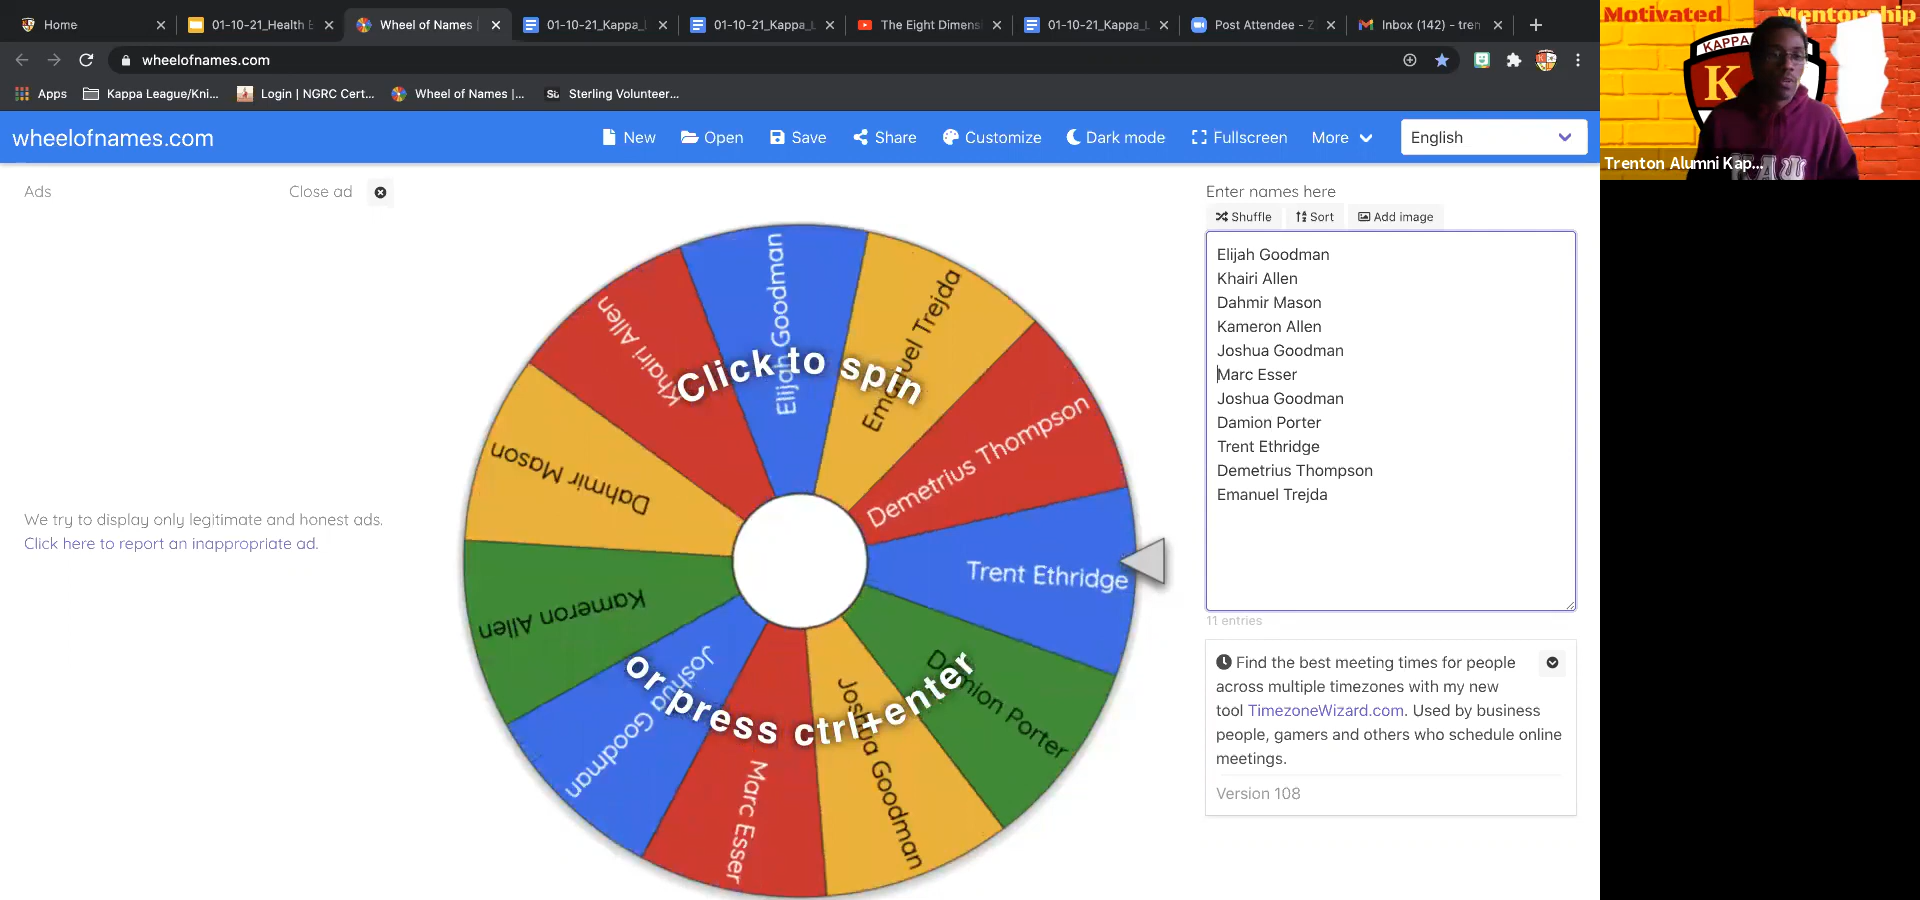 Home
01-10-21_Health E
Wheel of Names |
01-10-21_Kappa_
01-10-21_Kappa_L
The Eight Dimensi
01-10-21_Kappa_L
Post Attendee - Z
Inbox (142) - tren
wheelofnames.com
Apps
Kappa League/Kni...
Login | NGRC Cert...
Wheel of Names |...
Su Sterling Volunteer...
wheelofnames.com
New
Open
Save
Share
Customize
Dark mode
Fullscreen
More
English
Motivated Mentorship
KAPPA
K
ΚΑΨ
Trenton Alumni Kap...
Ads
Close ad
We try to display only legitimate and honest ads.
Click here to report an inappropriate ad.
Elijah Goodman
Emanuel Trejda
Demetrius Thompson
Trent Ethridge
Damion Porter
Joshua Goodman
Marc Esser
Joshua Goodman
Kameron Allen
Dahmir Mason
Khairi Allen
Click to spin
or press ctrl+enter
Enter names here
Shuffle
Sort
Add image
Elijah Goodman
Khairi Allen
Dahmir Mason
Kameron Allen
Joshua Goodman
Marc Esser
Joshua Goodman
Damion Porter
Trent Ethridge
Demetrius Thompson
Emanuel Trejda
11 entries
Find the best meeting times for people
across multiple timezones with my new
tool TimezoneWizard.com. Used by business
people, gamers and others who schedule online
meetings.
Version 108